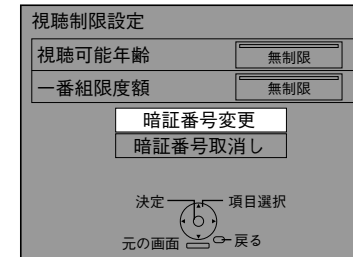 視聴制限設定
視聴可能年齢 無制限
一番組限度額 無制限
暗証番号変更
暗証番号取消し
決定 項目選択
元の画面 戻る